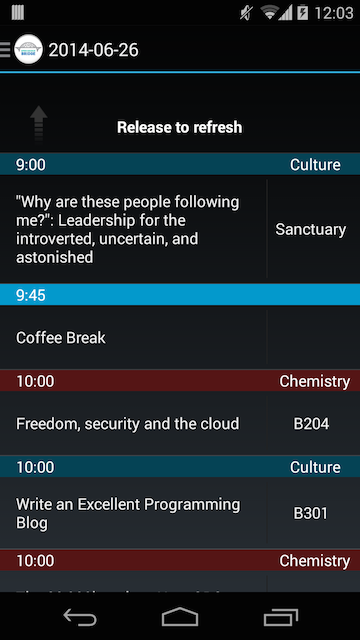 12:03
2014-06-26
Release to refresh
9:00 Culture
"Why are these people following
me?": Leadership for the
introverted, uncertain, and
astonished
Sanctuary
9:45
Coffee Break
10:00 Chemistry
Freedom, security and the cloud
B204
10:00 Culture
Write an Excellent Programming
Blog
B301
10:00 Chemistry